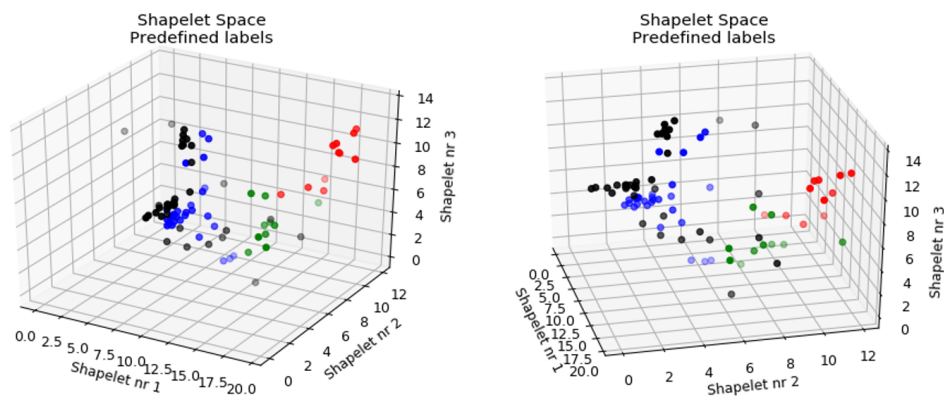 Shapelet Space
Predefined labels
14
12
10
8
6
4
2
0
Shapelet nr 3
0.0 2.5 5.0 7.5 10.0 12.5 15.0 17.5 20.0
Shapelet nr 1
0 2 4 6 8 10 12
Shapelet nr 2
Shapelet Space
Predefined labels
14
12
10
8
6
4
2
0
Shapelet nr 3
0.0
2.5
5.0
7.5
10.0
12.5
15.0
17.5
20.0
Shapelet nr 1
0 2 4 6 8 10 12
Shapelet nr 2